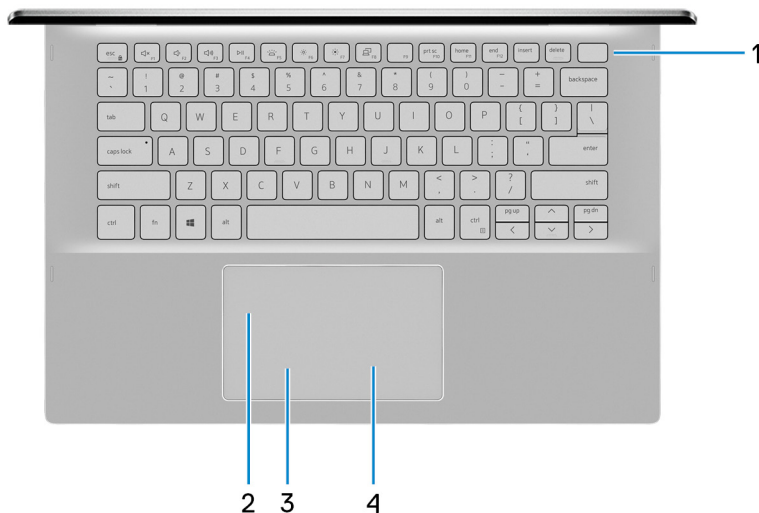 esc F1 F2 F3 F4 F5 F6 F7 F8 F9 prt sc F10 home F11 end F12 insert delete
1
~ ! @ # $ % ^ & * ( ) _ +
` 1 2 3 4 5 6 7 8 9 0 - = backspace
tab Q W E R T Y U I O P { [ } ] | \
caps lock A S D F G H J K L : ; " ' enter
shift Z X C V B N M < , > . ? / shift
ctrl fn alt alt ctrl pg up pg dn
2 3 4